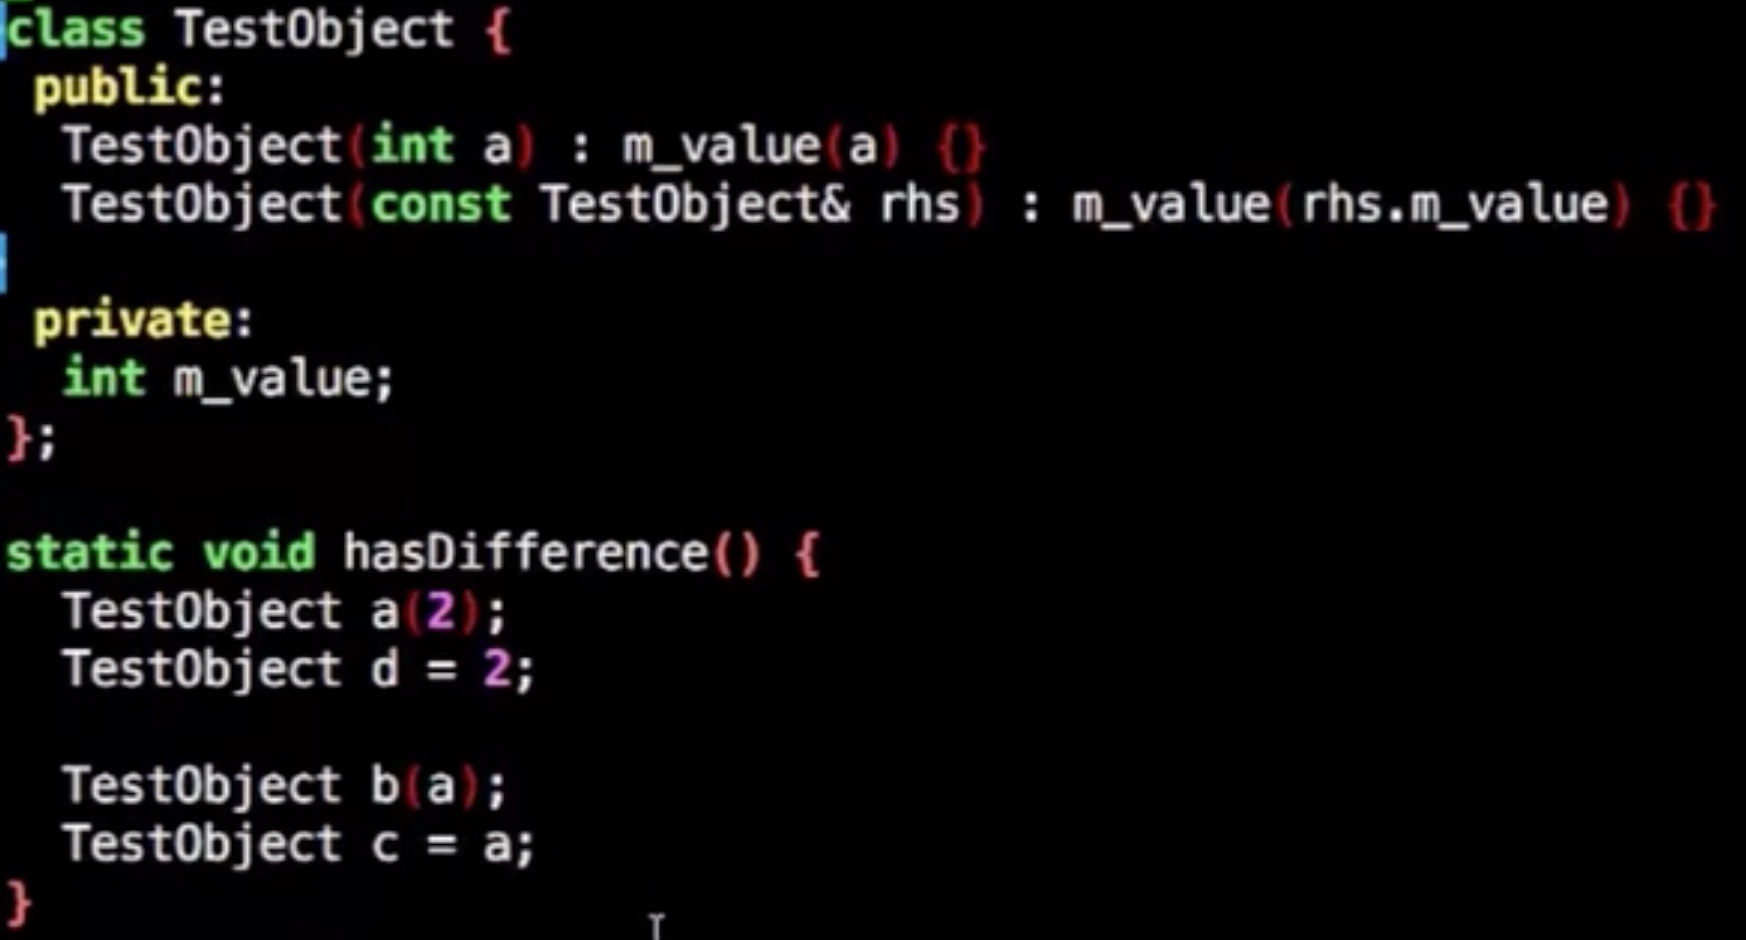 class TestObject {
public:
TestObject(int a) : m_value(a) {}
TestObject(const TestObject& rhs) : m_value(rhs.m_value) {}
private:
int m_value;
};
static void hasDifference() {
TestObject a(2);
TestObject d = 2;
TestObject b(a);
TestObject c = a;
}